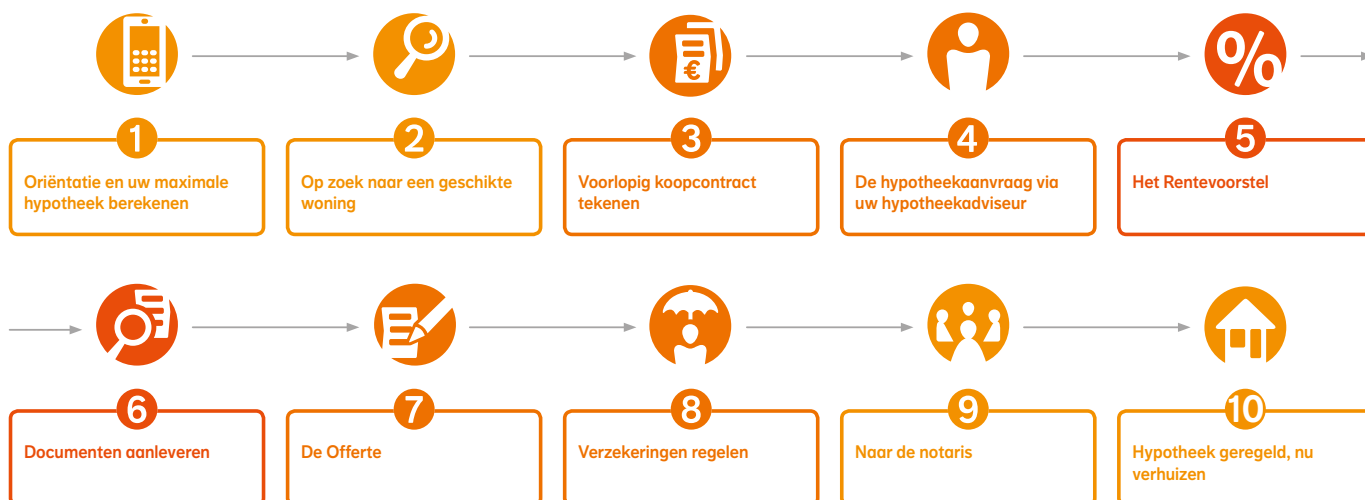 €
%
1
Oriëntatie en uw maximale
hypotheek berekenen
2
Op zoek naar een geschikte
woning
3
Voorlopig koopcontract
tekenen
4
De hypotheekaanvraag via
uw hypotheekadviseur
5
Het Rentevoorstel
6
Documenten aanleveren
7
De Offerte
8
Verzekeringen regelen
9
Naar de notaris
10
Hypotheek geregeld, nu
verhuizen